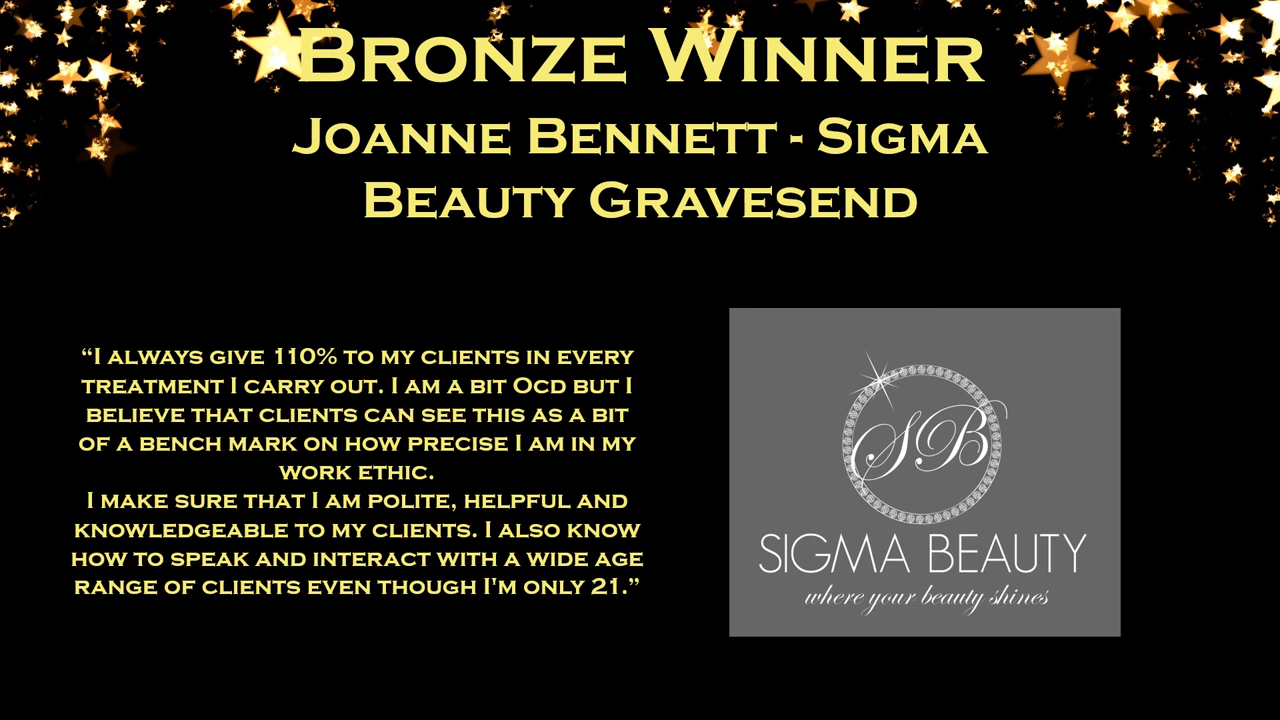 Bronze Winner
Joanne Bennett - Sigma
Beauty Gravesend
“I always give 110% to my clients in every
treatment I carry out. I am a bit Ocd but I
believe that clients can see this as a bit
of a bench mark on how precise I am in my
work ethic.
I make sure that I am polite, helpful and
knowledgeable to my clients. I also know
how to speak and interact with a wide age
range of clients even though I'm only 21.”
SB
SIGMA BEAUTY
where your beauty shines